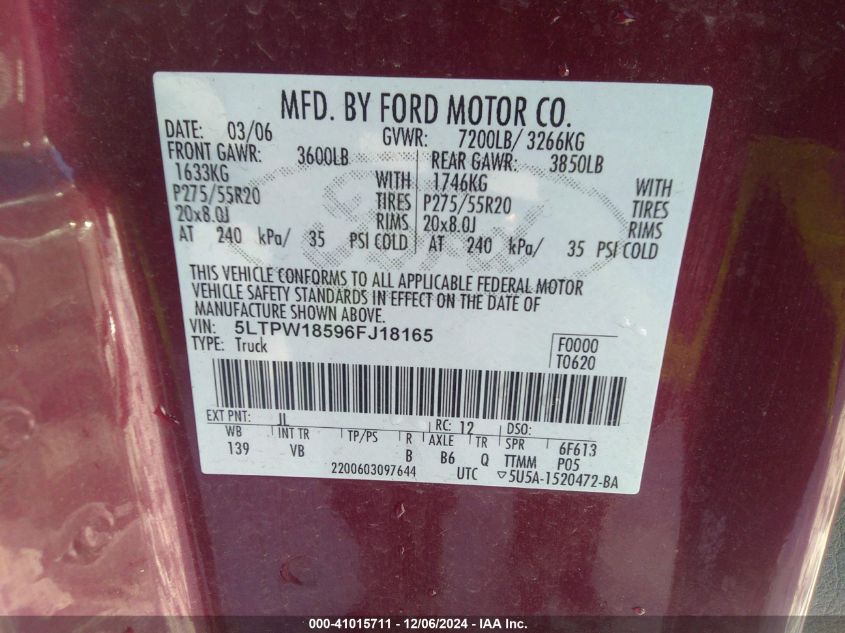 MFD. BY FORD MOTOR CO.
DATE: 03/06 GVWR: 7200LB/ 3266KG
FRONT GAWR: 3600LB REAR GAWR: 3850LB
1633KG WITH 1746KG WITH
P275/55R20 TIRES P275/55R20 TIRES
20x8.0J RIMS 20x8.0J RIMS
AT 240 kPa/ 35 PSI COLD AT 240 kPa/ 35 PSI COLD
THIS VEHICLE CONFORMS TO ALL APPLICABLE FEDERAL MOTOR
VEHICLE SAFETY STANDARDS IN EFFECT ON THE DATE OF
MANUFACTURE SHOWN ABOVE.
VIN: 5LTPW18596FJ18165 F0000
TYPE: Truck T0620
EXT PNT: JL RC: 12 DSO:
WB INT TR TP/PS R AXLE TR SPR 6F613
139 VB B B6 Q TTMM P05
2200603097644 UTC ▽5U5A-1520472-BA
Ford
000-41015711 - 12/06/2024 - IAA Inc.